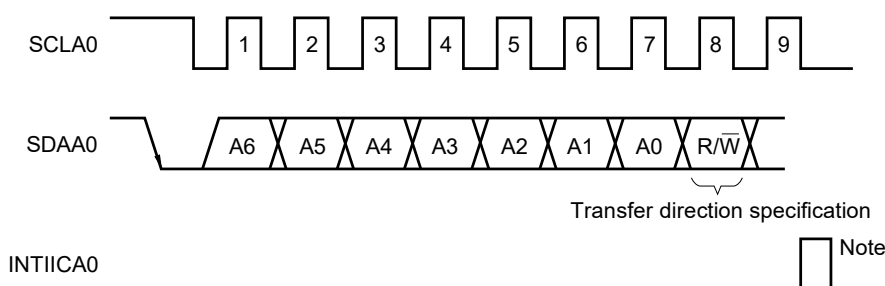 SCLA0 1 2 3 4 5 6 7 8 9
SDAA0 A6 A5 A4 A3 A2 A1 A0 R/W̅
Transfer direction specification
INTIICA0 Note